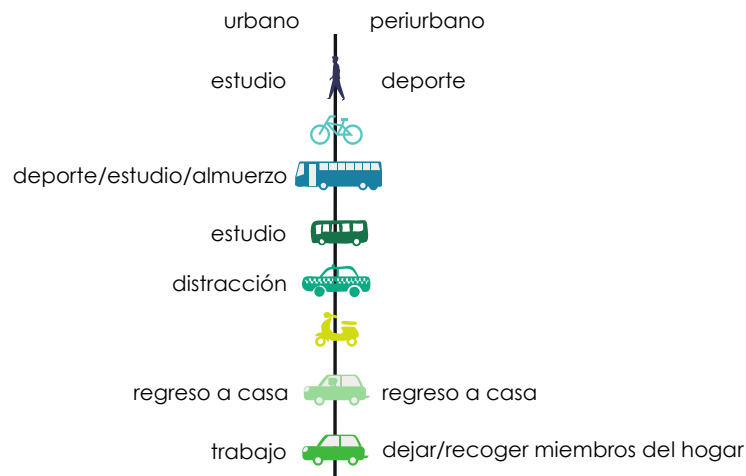 urbano periurbano
estudio deporte
deporte/estudio/almuerzo
estudio
distracción
regreso a casa regreso a casa
trabajo dejar/recoger miembros del hogar